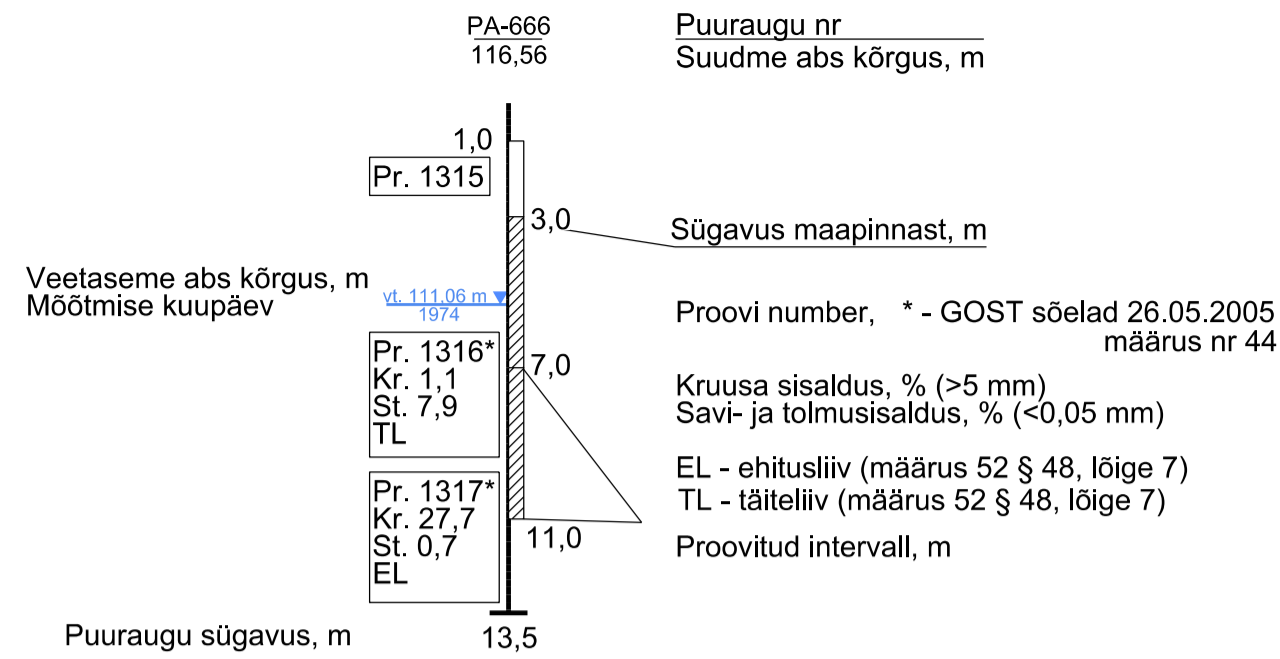 PA-666
116,56
Puuraugu nr
Suudme abs kõrgus, m
1,0
Pr. 1315
3,0
Sügavus maapinnast, m
Veetaseme abs kõrgus, m
Mõõtmise kuupäev
vt. 111.06 m
1974
Proovi number, * - GOST sõelad 26.05.2005
määrus nr 44
Pr. 1316*
Kr. 1,1
St. 7,9
TL
7,0
Kruusa sisaldus, % (>5 mm)
Savi- ja tolmusisaldus, % (<0,05 mm)
EL - ehitusliiv (määrus 52 § 48, lõige 7)
TL - täiteliiv (määrus 52 § 48, lõige 7)
Pr. 1317*
Kr. 27,7
St. 0,7
EL
11,0
Proovitud intervall, m
Puuraugu sügavus, m
13,5